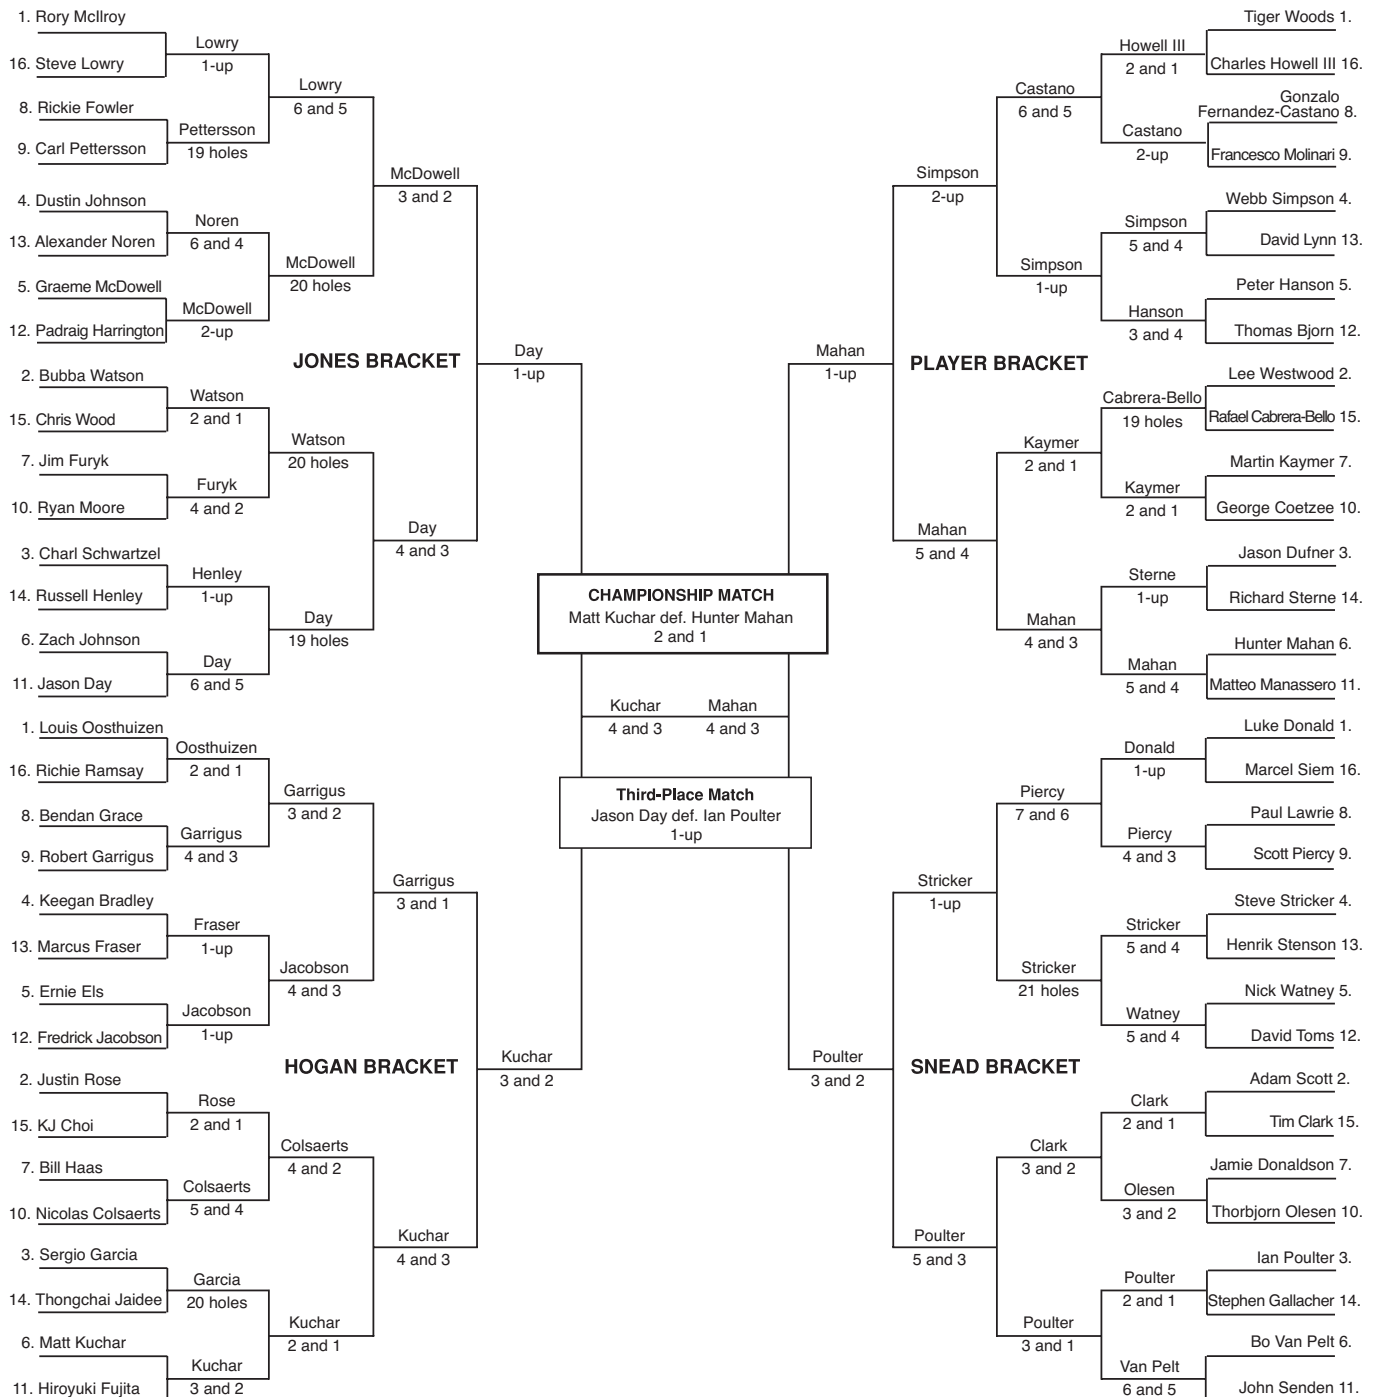 1. Rory McIlroy
16. Steve Lowry
8. Rickie Fowler
9. Carl Pettersson
4. Dustin Johnson
13. Alexander Noren
5. Graeme McDowell
12. Padraig Harrington
2. Bubba Watson
15. Chris Wood
7. Jim Furyk
10. Ryan Moore
3. Charl Schwartzel
14. Russell Henley
6. Zach Johnson
11. Jason Day
Lowry
1-up
Pettersson
19 holes
Noren
6 and 4
McDowell
2-up
Watson
2 and 1
Furyk
4 and 2
Henley
1-up
Day
6 and 5
Lowry
6 and 5
McDowell
20 holes
Watson
20 holes
Day
19 holes
McDowell
3 and 2
Day
4 and 3
JONES BRACKET
Day
1-up
1. Louis Oosthuizen
16. Richie Ramsay
8. Bendan Grace
9. Robert Garrigus
4. Keegan Bradley
13. Marcus Fraser
5. Ernie Els
12. Fredrick Jacobson
2. Justin Rose
15. KJ Choi
7. Bill Haas
10. Nicolas Colsaerts
3. Sergio Garcia
14. Thongchai Jaidee
6. Matt Kuchar
11. Hiroyuki Fujita
Oosthuizen
2 and 1
Garrigus
4 and 3
Fraser
1-up
Jacobson
1-up
Rose
2 and 1
Colsaerts
5 and 4
Garcia
20 holes
Kuchar
3 and 2
Garrigus
3 and 2
Jacobson
4 and 3
Colsaerts
4 and 2
Kuchar
2 and 1
Garrigus
3 and 1
Kuchar
4 and 3
HOGAN BRACKET
Kuchar
3 and 2
CHAMPIONSHIP MATCH
Matt Kuchar def. Hunter Mahan
2 and 1
Kuchar
4 and 3
Mahan
4 and 3
Third-Place Match
Jason Day def. Ian Poulter
1-up
Mahan
1-up
PLAYER BRACKET
Simpson
2-up
Mahan
5 and 4
Castano
6 and 5
Simpson
1-up
Kaymer
2 and 1
Mahan
4 and 3
Howell III
2 and 1
Castano
2-up
Simpson
5 and 4
Hanson
3 and 4
Cabrera-Bello
19 holes
Kaymer
2 and 1
Sterne
1-up
Mahan
5 and 4
Tiger Woods 1.
Charles Howell III 16.
Gonzalo
Fernandez-Castano 8.
Francesco Molinari 9.
Webb Simpson 4.
David Lynn 13.
Peter Hanson 5.
Thomas Bjorn 12.
Lee Westwood 2.
Rafael Cabrera-Bello 15.
Martin Kaymer 7.
George Coetzee 10.
Jason Dufner 3.
Richard Sterne 14.
Hunter Mahan 6.
Matteo Manassero 11.
Poulter
3 and 2
SNEAD BRACKET
Stricker
1-up
Poulter
5 and 3
Piercy
7 and 6
Stricker
21 holes
Clark
3 and 2
Poulter
3 and 1
Donald
1-up
Piercy
4 and 3
Stricker
5 and 4
Watney
5 and 4
Clark
2 and 1
Olesen
3 and 2
Poulter
2 and 1
Van Pelt
6 and 5
Luke Donald 1.
Marcel Siem 16.
Paul Lawrie 8.
Scott Piercy 9.
Steve Stricker 4.
Henrik Stenson 13.
Nick Watney 5.
David Toms 12.
Adam Scott 2.
Tim Clark 15.
Jamie Donaldson 7.
Thorbjorn Olesen 10.
Ian Poulter 3.
Stephen Gallacher 14.
Bo Van Pelt 6.
John Senden 11.